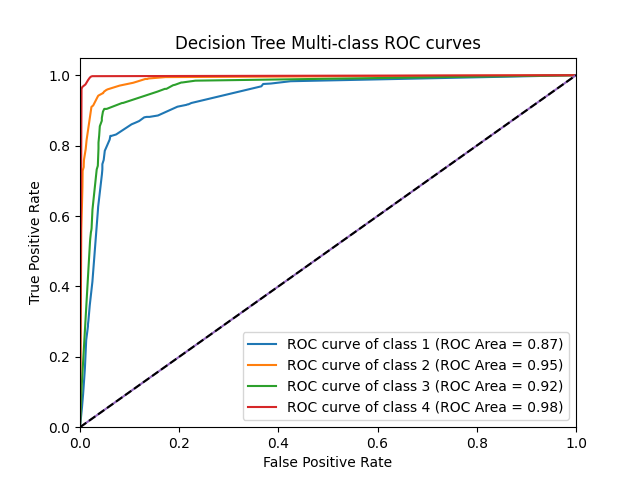 Decision Tree Multi-class ROC curves
True Positive Rate
1.0
0.8
0.6
0.4
0.2
0.0
ROC curve of class 1 (ROC Area = 0.87)
ROC curve of class 2 (ROC Area = 0.95)
ROC curve of class 3 (ROC Area = 0.92)
ROC curve of class 4 (ROC Area = 0.98)
0.0 0.2 0.4 0.6 0.8 1.0
False Positive Rate